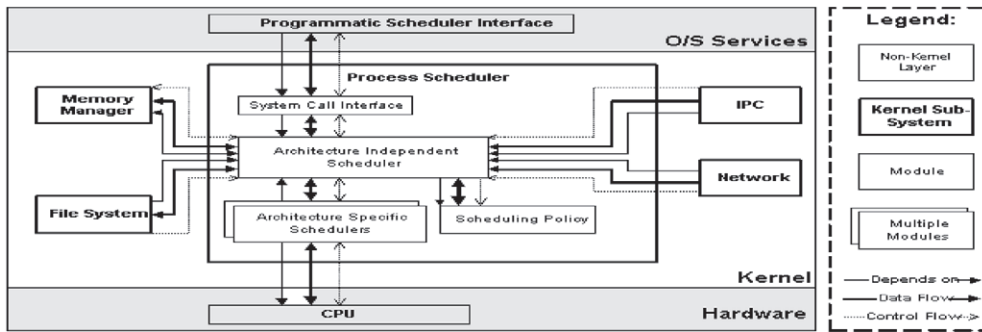 Programmatic Scheduler Interface
O/S Services
Process Scheduler
System Call Interface
Memory
Manager
IPC
Architecture Independent
Scheduler
Network
File System
Architecture Specific
Schedulers
Scheduling Policy
Kernel
CPU
Hardware
Legend:
Non-Kernel
Layer
Kernel Sub-
System
Module
Multiple
Modules
Depends on
Data Flow
Control Flow